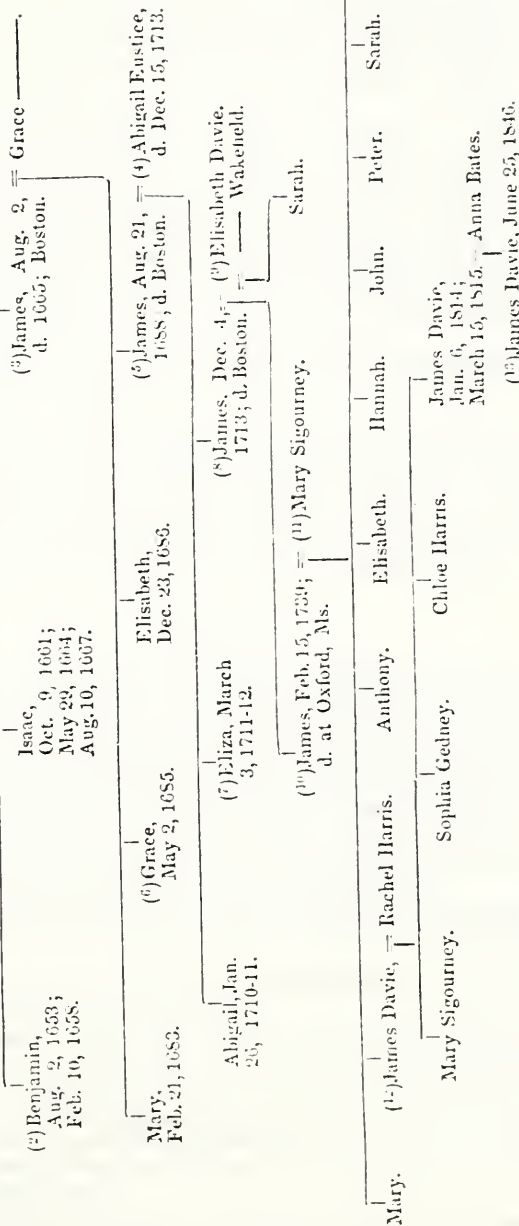 (2)Benjamin,
Aug. 2, 1653;
Feb. 10, 1658.
Isaac,
Oct. 9, 1661;
May 29, 1664;
Aug. 10, 1667.
(3)James, Aug. 2, = Grace ———.
d. 1665; Boston.
Mary,
Feb. 21, 1683.
(6)Grace,
May 2, 1685.
Elisabeth,
Dec. 23, 1686.
(5)James, Aug. 21, = (4)Abigail Eustice,
1688; d. Boston. d. Dec. 15, 1713.
Abigail, Jan.
26, 1710-11.
(7)Eliza, March
3, 1711-12.
(8)James, Dec. 4, = (9)Elisabeth Davie.
1713; d. Boston. = —— Wakefield.
(10)James, Feb. 15, 1739; = (11)Mary Sigourney.
d. at Oxford, Ms.
Sarah.
Mary.
(12)James Davie, = Rachel Harris.
Anthony.
Elisabeth.
Hannah.
John.
Peter.
Sarah.
Mary Sigourney.
Sophia Gedney.
Chloe Harris.
James Davie,
Jan. 6, 1814;
March 15, 1815. = Anna Bates.
(13)James Davie, June 25, 1846.